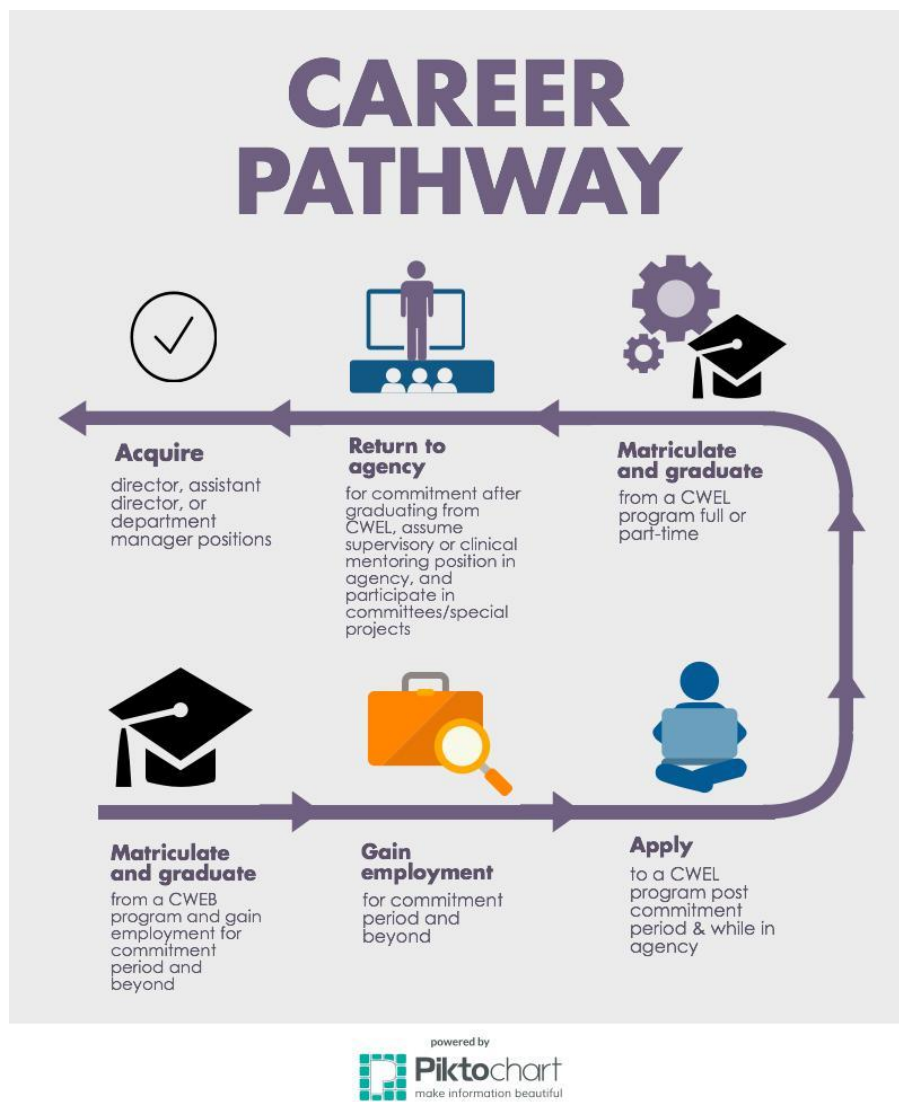 CAREER
PATHWAY
Acquire
director, assistant
director, or
department
manager positions
Return to
agency
for commitment after
graduating from
CWEL, assume
supervisory or clinical
mentoring position in
agency, and
participate in
committees/special
projects
Matriculate
and graduate
from a CWEL
program full or
part-time
Matriculate
and graduate
from a CWEB
program and gain
employment for
commitment
period and
beyond
Gain
employment
for commitment
period and
beyond
Apply
to a CWEL
program post
commitment
period & while in
agency
powered by
Piktochart
make information beautiful